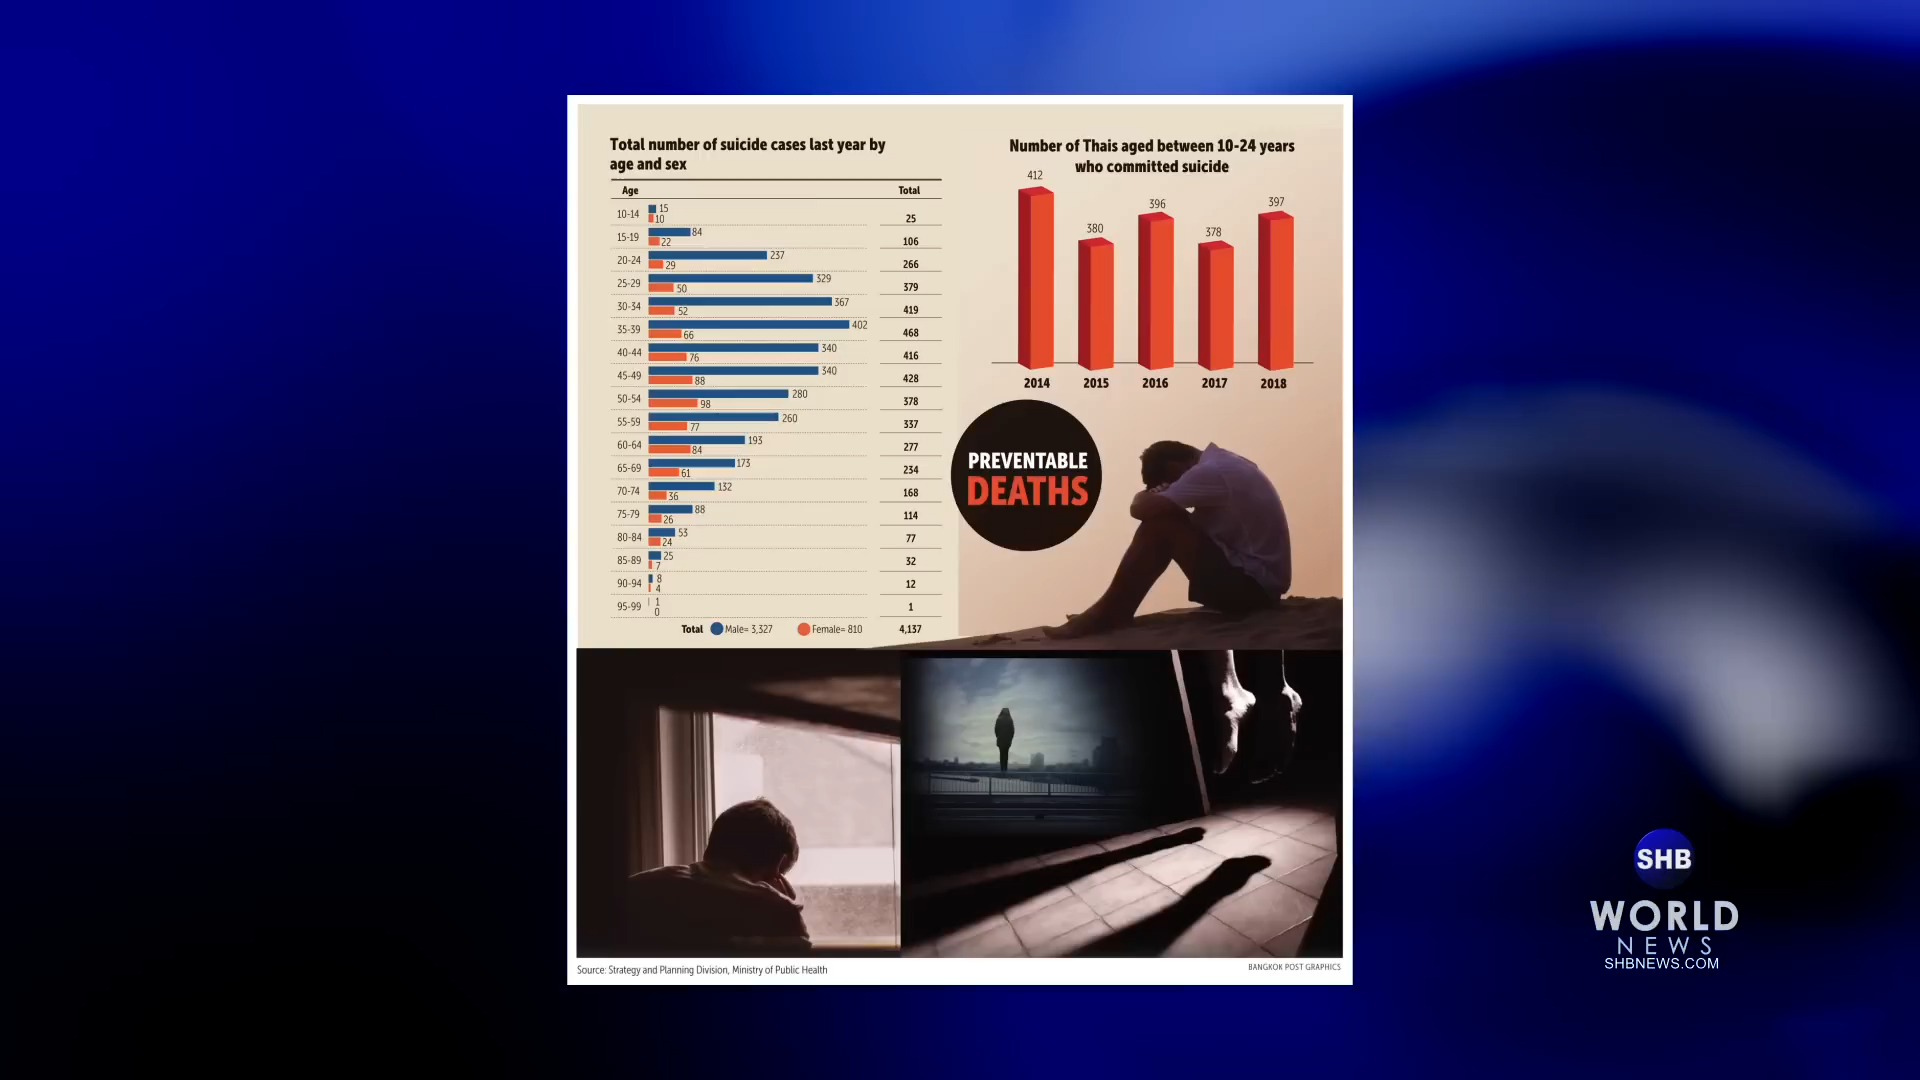 Total number of suicide cases last year by
age and sex
Age Total
10-14 15 10 25
15-19 84 22 106
20-24 237 29 266
25-29 329 50 379
30-34 367 52 419
35-39 402 66 468
40-44 340 76 416
45-49 340 88 428
50-54 280 98 378
55-59 260 77 337
60-64 193 84 277
65-69 173 61 234
70-74 132 36 168
75-79 88 26 114
80-84 53 24 77
85-89 25 7 32
90-94 8 4 12
95-99 1 0 1
Total Male= 3,327 Female= 810 4,137
Number of Thais aged between 10-24 years
who committed suicide
412 380 396 378 397
2014 2015 2016 2017 2018
PREVENTABLE
DEATHS
Source: Strategy and Planning Division, Ministry of Public Health
BANGKOK POST GRAPHICS
SHB
WORLD
NEWS
SHBNEWS.COM